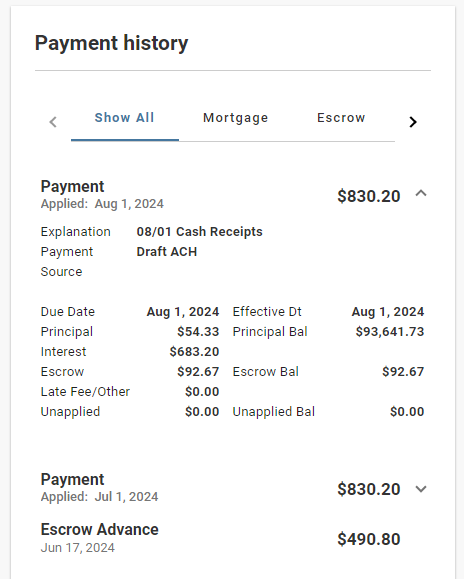 Payment history
Show All Mortgage Escrow
Payment
Applied: Aug 1, 2024
$830.20
Explanation 08/01 Cash Receipts
Payment Draft ACH
Source
Due Date Aug 1, 2024 Effective Dt Aug 1, 2024
Principal $54.33 Principal Bal $93,641.73
Interest $683.20
Escrow $92.67 Escrow Bal $92.67
Late Fee/Other $0.00
Unapplied $0.00 Unapplied Bal $0.00
Payment
Applied: Jul 1, 2024
$830.20
Escrow Advance
Jun 17, 2024
$490.80